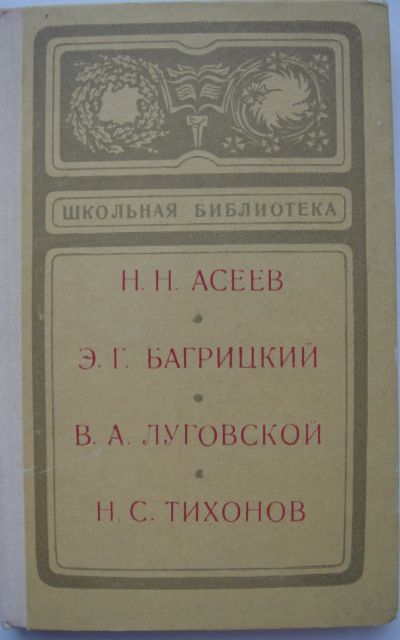 ШКОЛЬНАЯ БИБЛИОТЕКА
Н. Н. АСЕЕВ
Э. Г. БАГРИЦКИЙ
В. А. ЛУГОВСКОЙ
Н. С. ТИХОНОВ